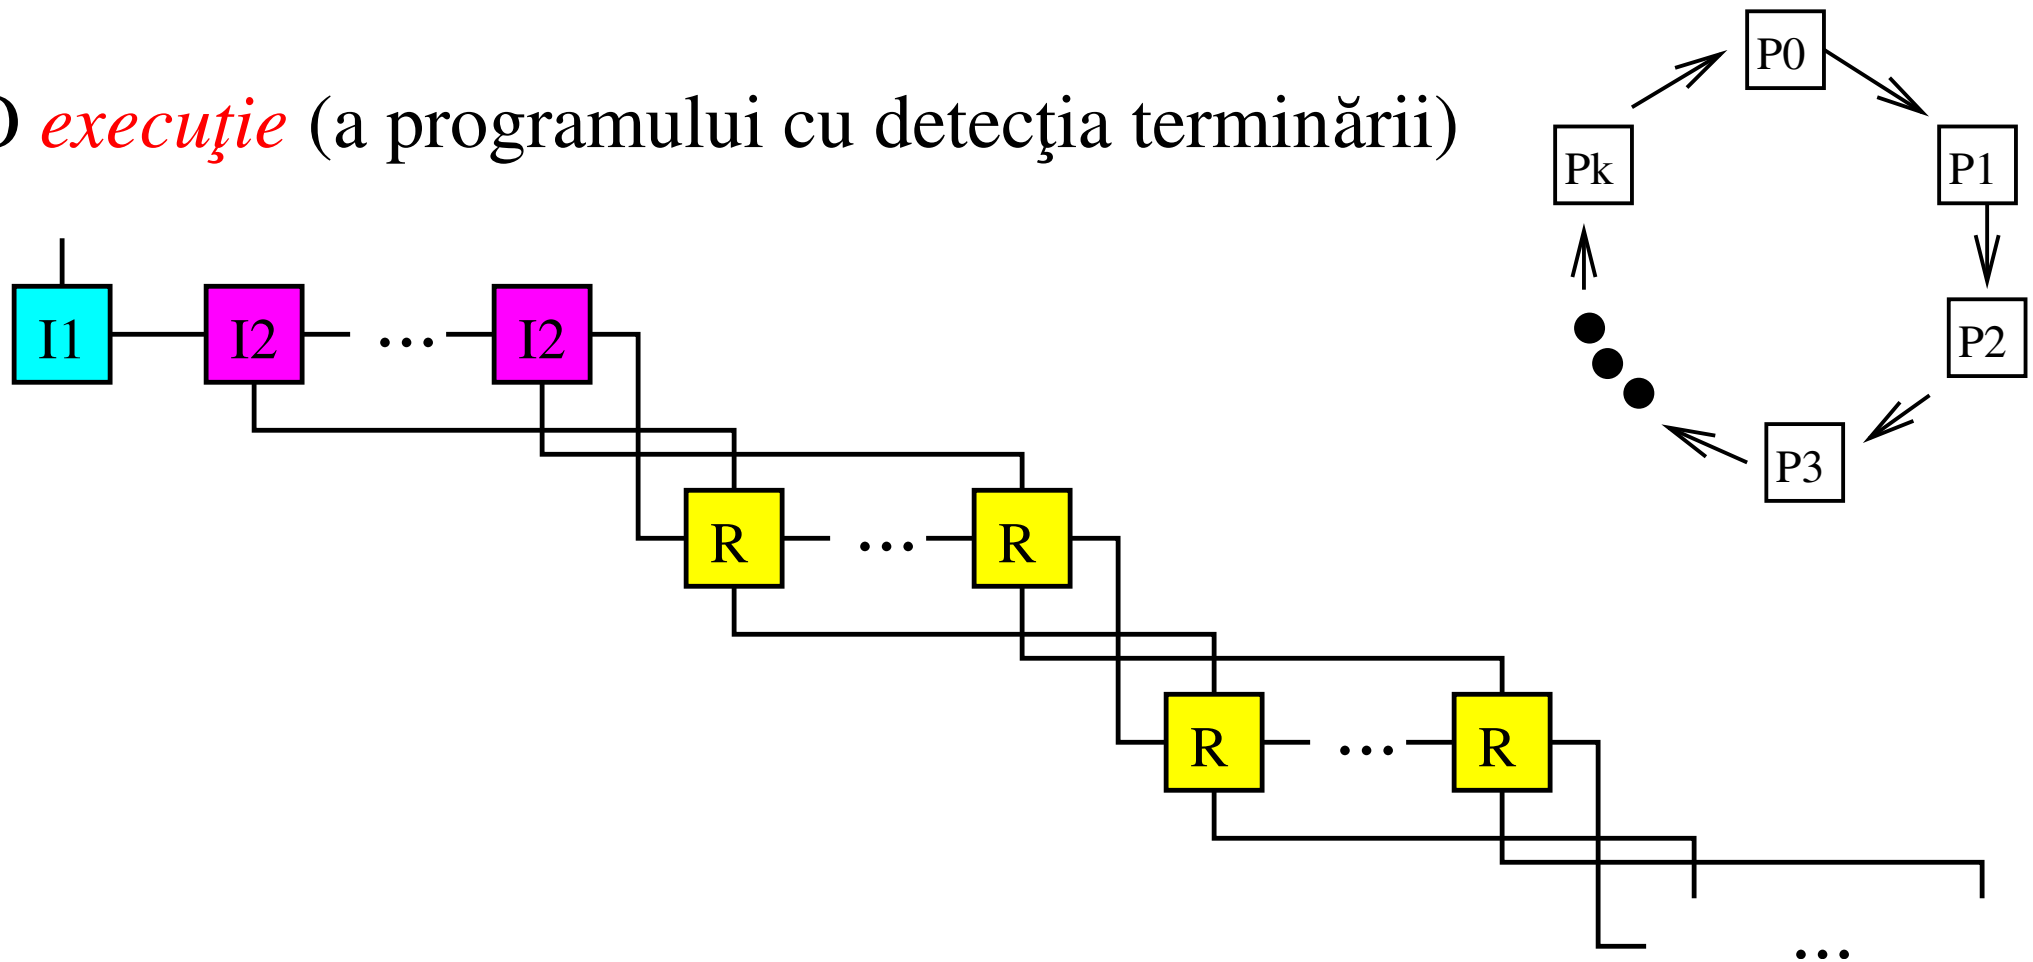 O execuţie (a programului cu detecţia terminării)
P0
Pk
P1
I1 I2 ... I2
P2
P3
R ... R
R ... R
...